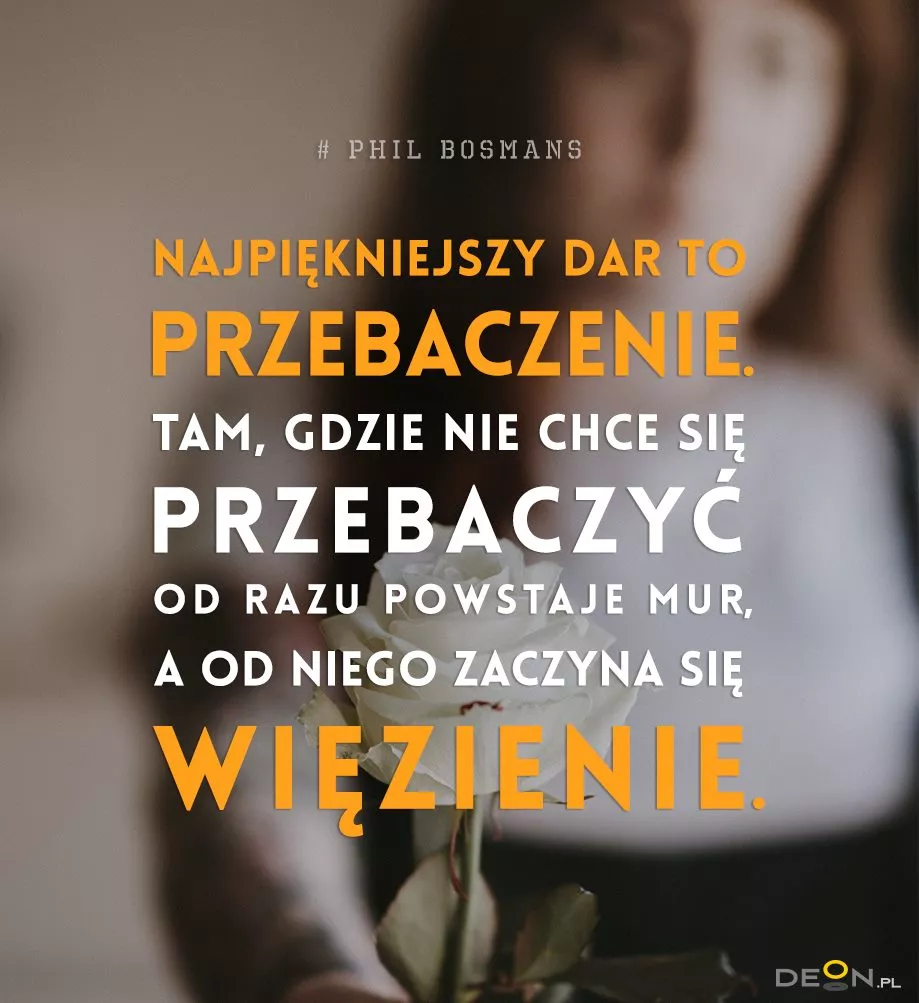 # PHIL BOSMANS
NAJPIĘKNIEJSZY DAR TO
PRZEBACZENIE.
TAM, GDZIE NIE CHCE SIĘ
PRZEBACZYĆ
OD RAZU POWSTAJE MUR,
A OD NIEGO ZACZYNA SIĘ
WIĘZIENIE.
DEON.PL